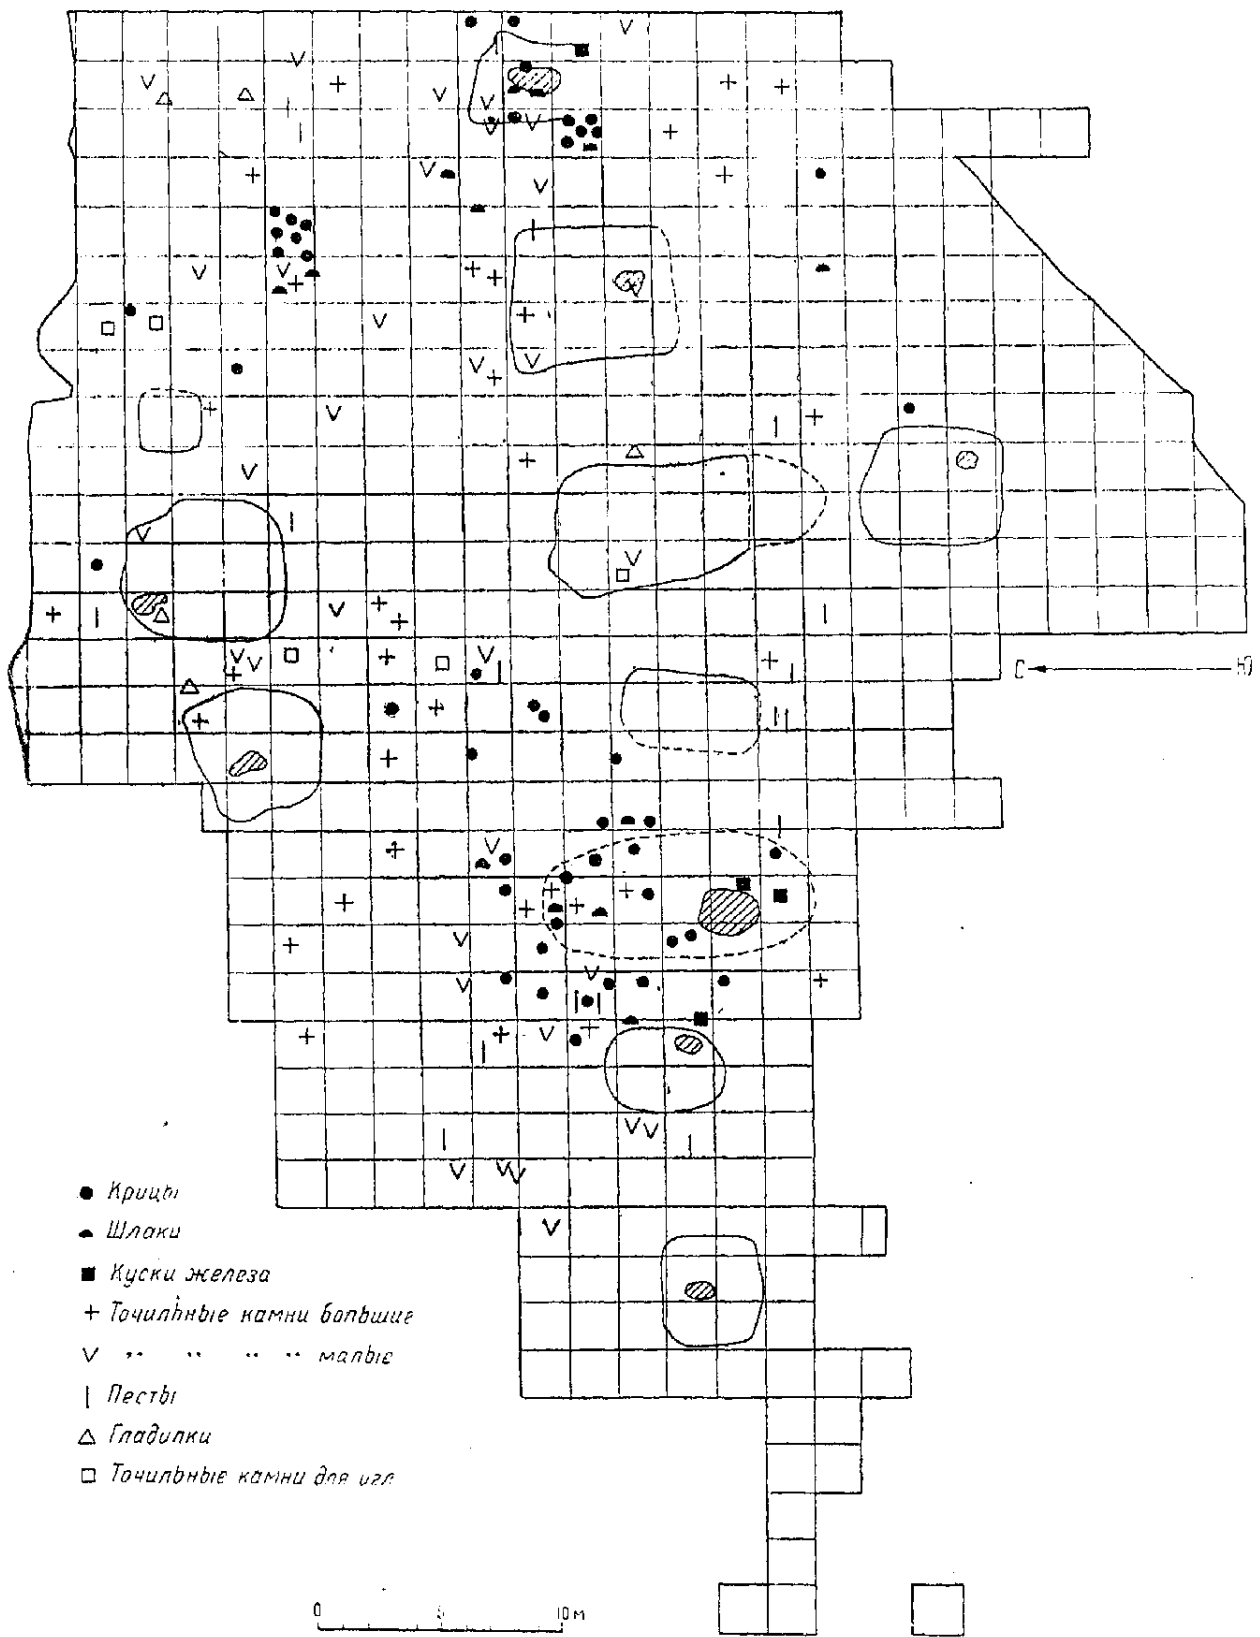 С Ю
Крицы
Шлаки
Куски железа
Точильные камни большие
,, ,, ,, ,, малые
Песты
Гладилки
Точильные камни для игл
0 5 10 м